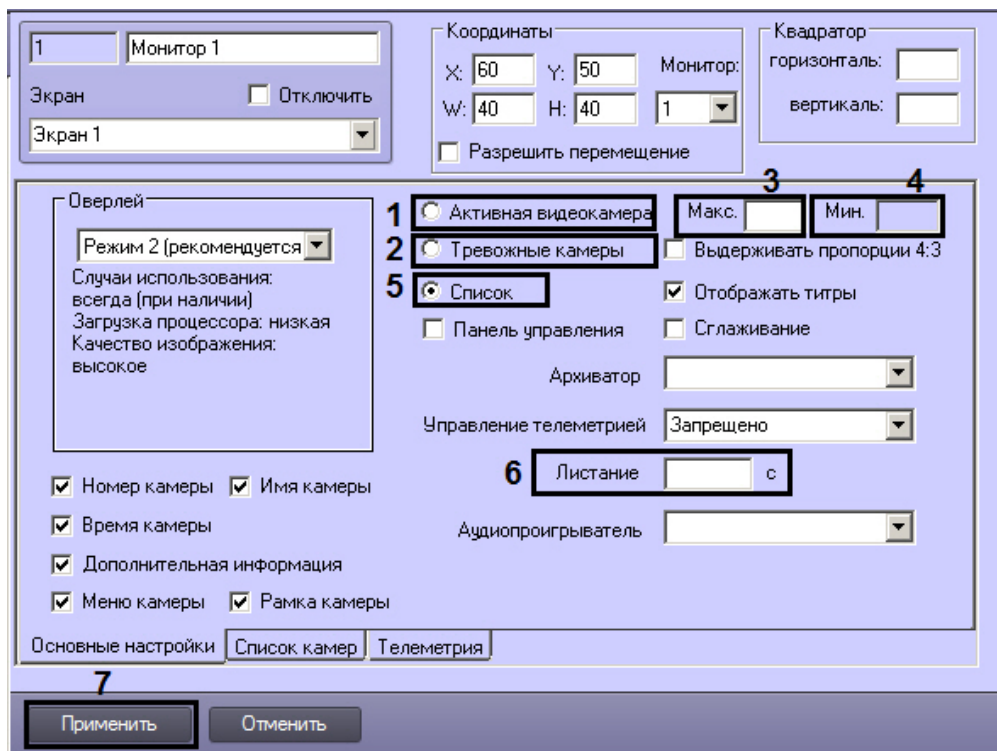 1 Монитор 1
Экран Отключить
Экран 1
Координаты
X: 60 Y: 50 Монитор:
W: 40 H: 40 1
Разрешить перемещение
Квадратор
горизонталь:
вертикаль:
Оверлей
Режим 2 (рекомендуется
Случаи использования:
всегда (при наличии)
Загрузка процессора: низкая
Качество изображения:
высокое
3 4
1 Активная видеокамера Макс. Мин.
2 Тревожные камеры Выдерживать пропорции 4:3
5 Список Отображать титры
Панель управления Сглаживание
Архиватор
Управление телеметрией Запрещено
6 Листание с
Аудиопроигрыватель
Номер камеры Имя камеры
Время камеры
Дополнительная информация
Меню камеры Рамка камеры
Основные настройки Список камер Телеметрия
7
Применить Отменить